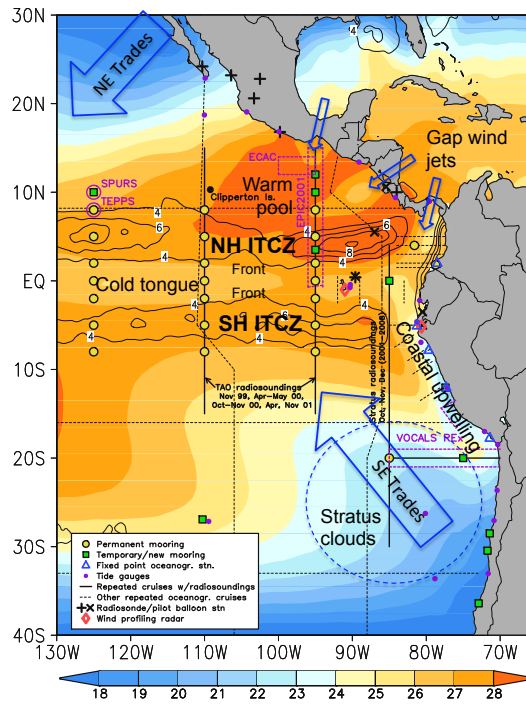 30N
20N
10N
EQ
10S
20S
30S
40S
NE Trades
Gap wind
jets
ECAC
SPURS
TEPPS
Clipperton Is.
Warm
pool
EPIC2001
4
4
6
6
4
8
NH ITCZ
Front
Cold tongue
Front
4
4
SH ITCZ
4
4
4
TAO radiosoundings
Nov 99, Apr-May 00,
Oct-Nov 00, Apr, Nov 01
Stratus radiosoundings
Oct, Nov, Dec (2001-2008)
Coastal upwelling
VOCALS REx
SE Trades
Stratus
clouds
Permanent mooring
Temporary/new mooring
Fixed point oceanogr. stn.
Tide gauges
Repeated cruises w/radiosoundings
Other repeated oceanogr. cruises
Radiosonde/pilot balloon stn
Wind profiling radar
130W 120W 110W 100W 90W 80W 70W
18 19 20 21 22 23 24 25 26 27 28